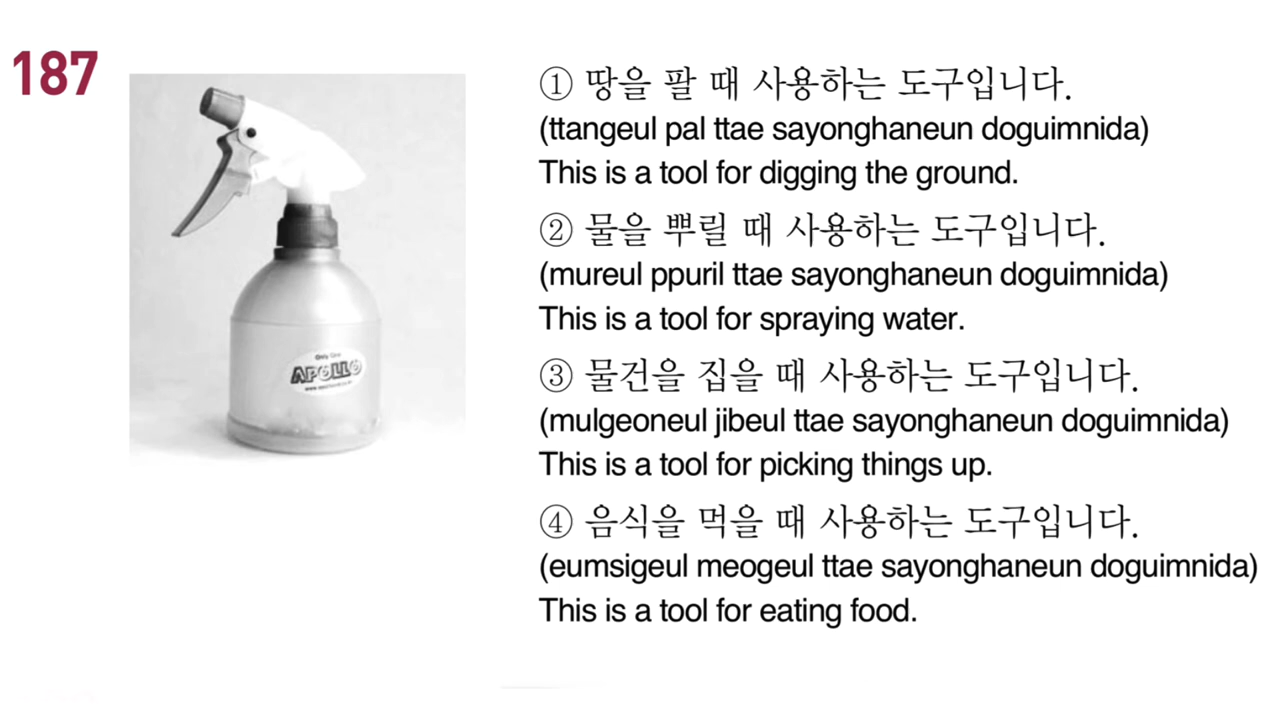 187
Only One
APOLLO
① 땅을 팔 때 사용하는 도구입니다.
(ttangeul pal ttae sayonghaneun doguimnida)
This is a tool for digging the ground.
② 물을 뿌릴 때 사용하는 도구입니다.
(mureul ppuril ttae sayonghaneun doguimnida)
This is a tool for spraying water.
③ 물건을 집을 때 사용하는 도구입니다.
(mulgeoneul jibeul ttae sayonghaneun doguimnida)
This is a tool for picking things up.
④ 음식을 먹을 때 사용하는 도구입니다.
(eumsigeul meogeul ttae sayonghaneun doguimnida)
This is a tool for eating food.